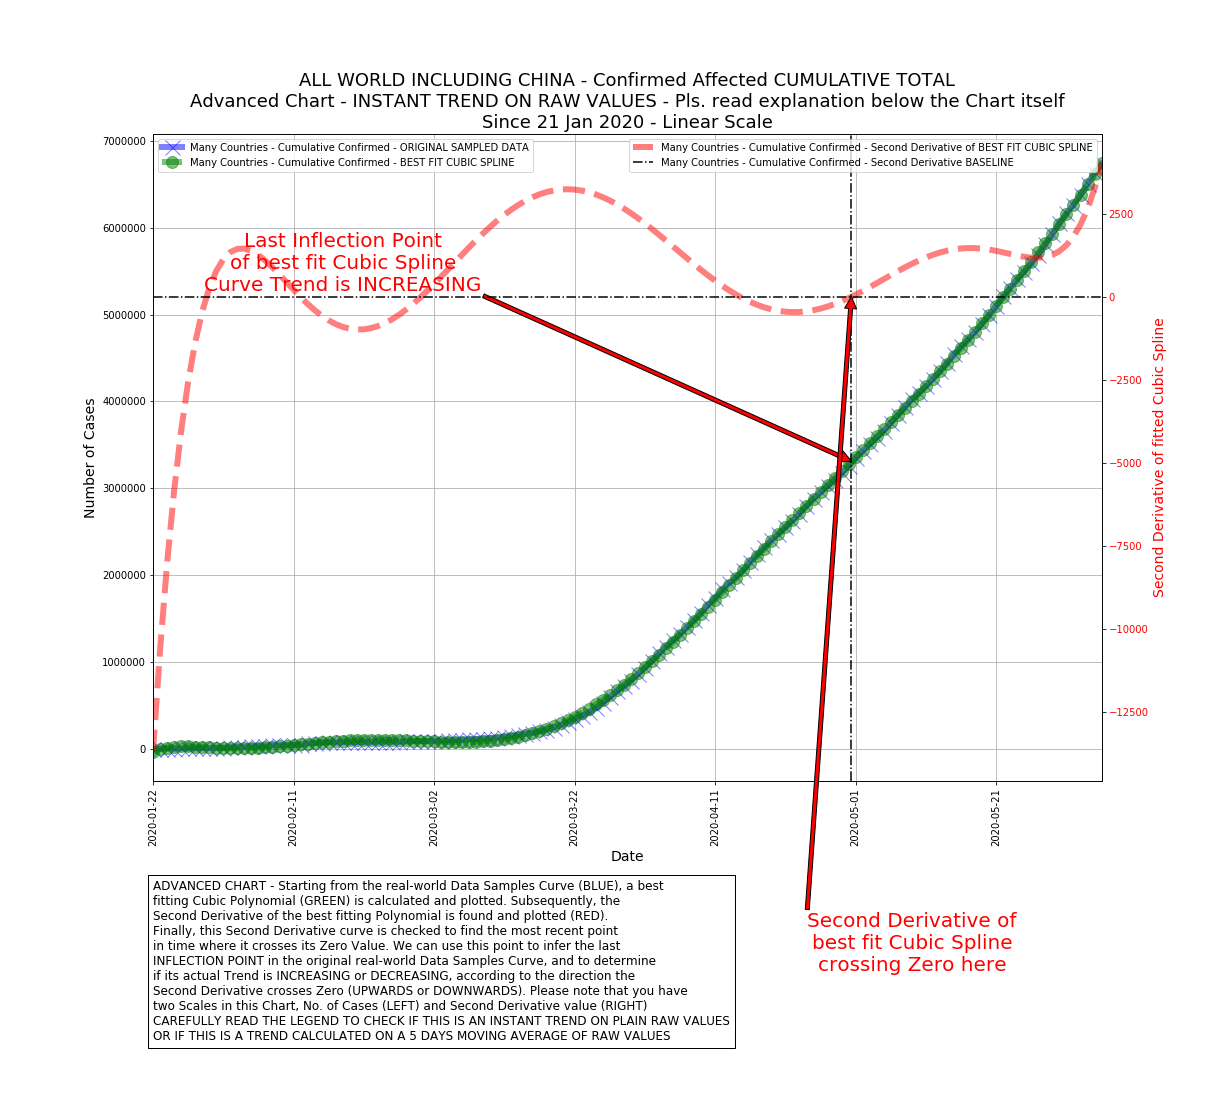 ALL WORLD INCLUDING CHINA - Confirmed Affected CUMULATIVE TOTAL
Advanced Chart - INSTANT TREND ON RAW VALUES - Pls. read explanation below the Chart itself
Since 21 Jan 2020 - Linear Scale
Many Countries - Cumulative Confirmed - ORIGINAL SAMPLED DATA
Many Countries - Cumulative Confirmed - BEST FIT CUBIC SPLINE
Many Countries - Cumulative Confirmed - Second Derivative of BEST FIT CUBIC SPLINE
Many Countries - Cumulative Confirmed - Second Derivative BASELINE
Last Inflection Point
of best fit Cubic Spline
Curve Trend is INCREASING
Number of Cases
7000000
6000000
5000000
4000000
3000000
2000000
1000000
0
2500
0
−2500
−5000
−7500
−10000
−12500
Second Derivative of fitted Cubic Spline
2020-01-22
2020-02-11
2020-03-02
2020-03-22
2020-04-11
2020-05-01
2020-05-21
Date
Second Derivative of
best fit Cubic Spline
crossing Zero here
ADVANCED CHART - Starting from the real-world Data Samples Curve (BLUE), a best
fitting Cubic Polynomial (GREEN) is calculated and plotted. Subsequently, the
Second Derivative of the best fitting Polynomial is found and plotted (RED).
Finally, this Second Derivative curve is checked to find the most recent point
in time where it crosses its Zero Value. We can use this point to infer the last
INFLECTION POINT in the original real-world Data Samples Curve, and to determine
if its actual Trend is INCREASING or DECREASING, according to the direction the
Second Derivative crosses Zero (UPWARDS or DOWNWARDS). Please note that you have
two Scales in this Chart, No. of Cases (LEFT) and Second Derivative value (RIGHT)
CAREFULLY READ THE LEGEND TO CHECK IF THIS IS AN INSTANT TREND ON PLAIN RAW VALUES
OR IF THIS IS A TREND CALCULATED ON A 5 DAYS MOVING AVERAGE OF RAW VALUES